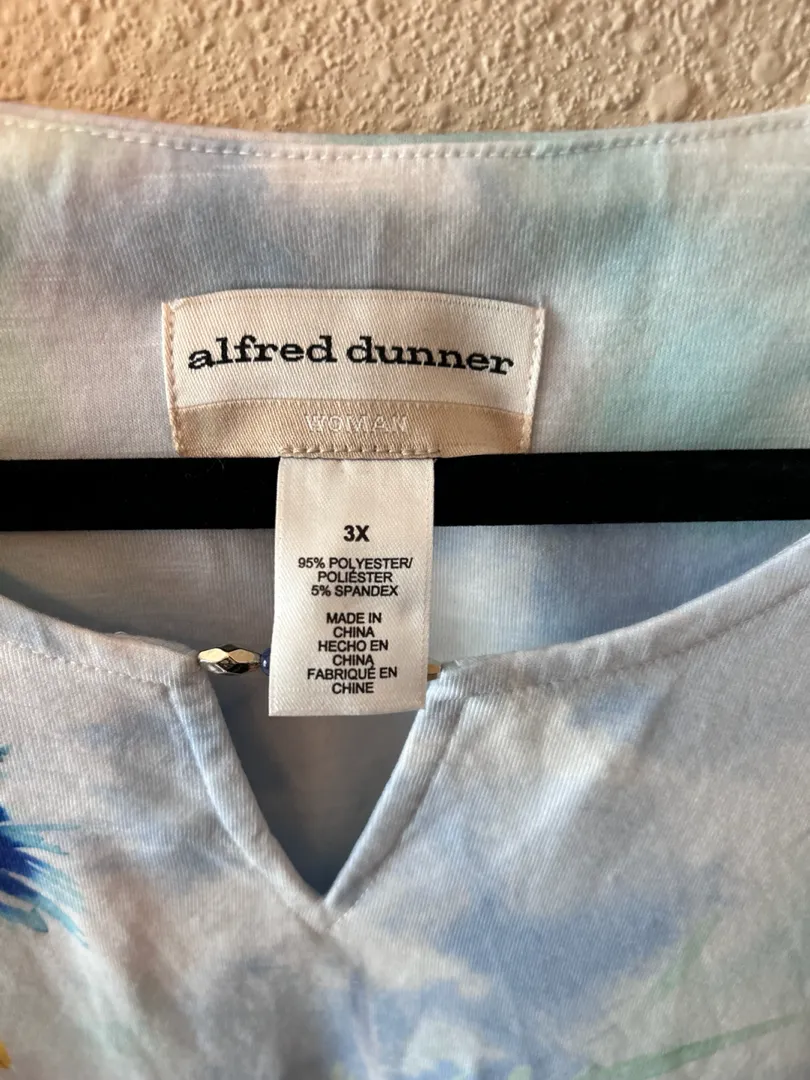 alfred dunner
WOMAN
3X
95% POLYESTER/
POLIÉSTER
5% SPANDEX
MADE IN
CHINA
HECHO EN
CHINA
FABRIQUÉ EN
CHINE